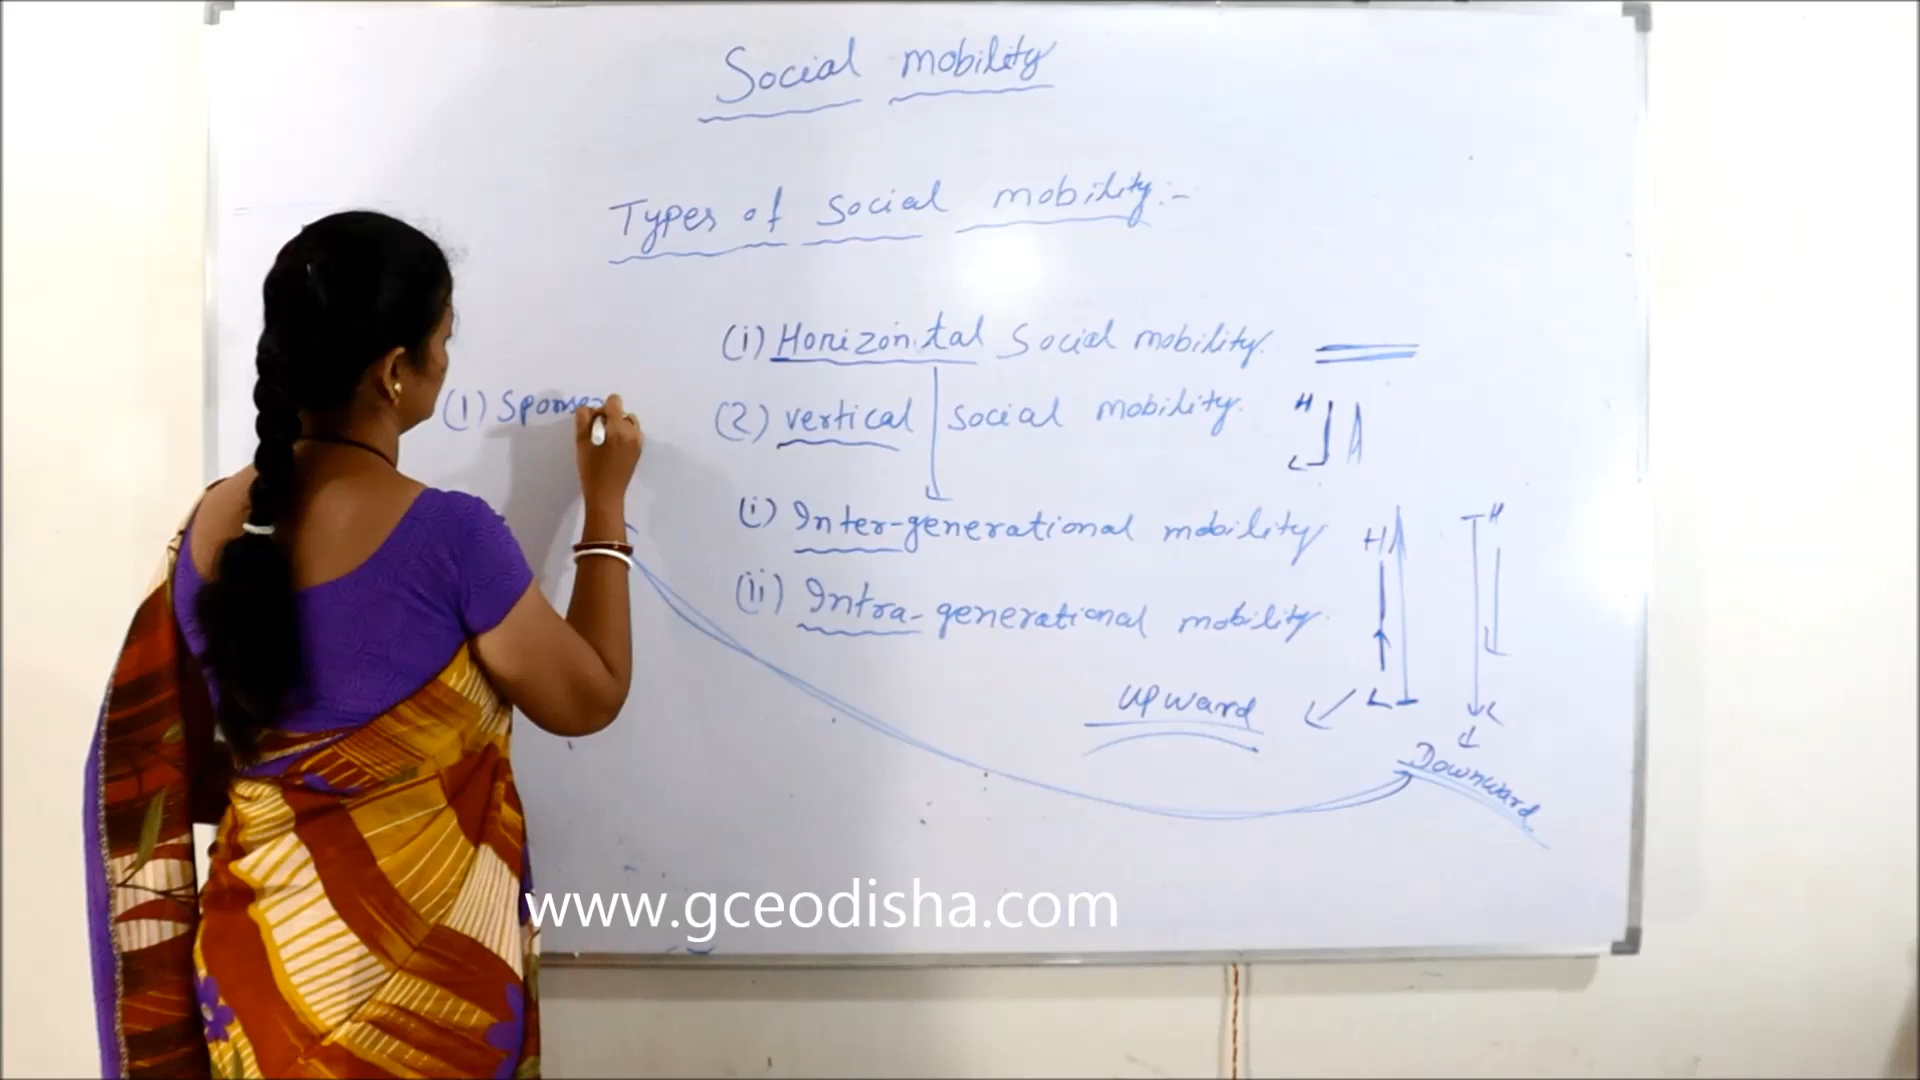 Social mobility
Types of social mobility:-
(i) Horizontal Social mobility.
(1) Sponser
(2) vertical social mobility.
H
L
(i) Inter-generational mobility
H
H
(ii) Intra-generational mobility.
L
L
upward
Downward
www.gceodisha.com